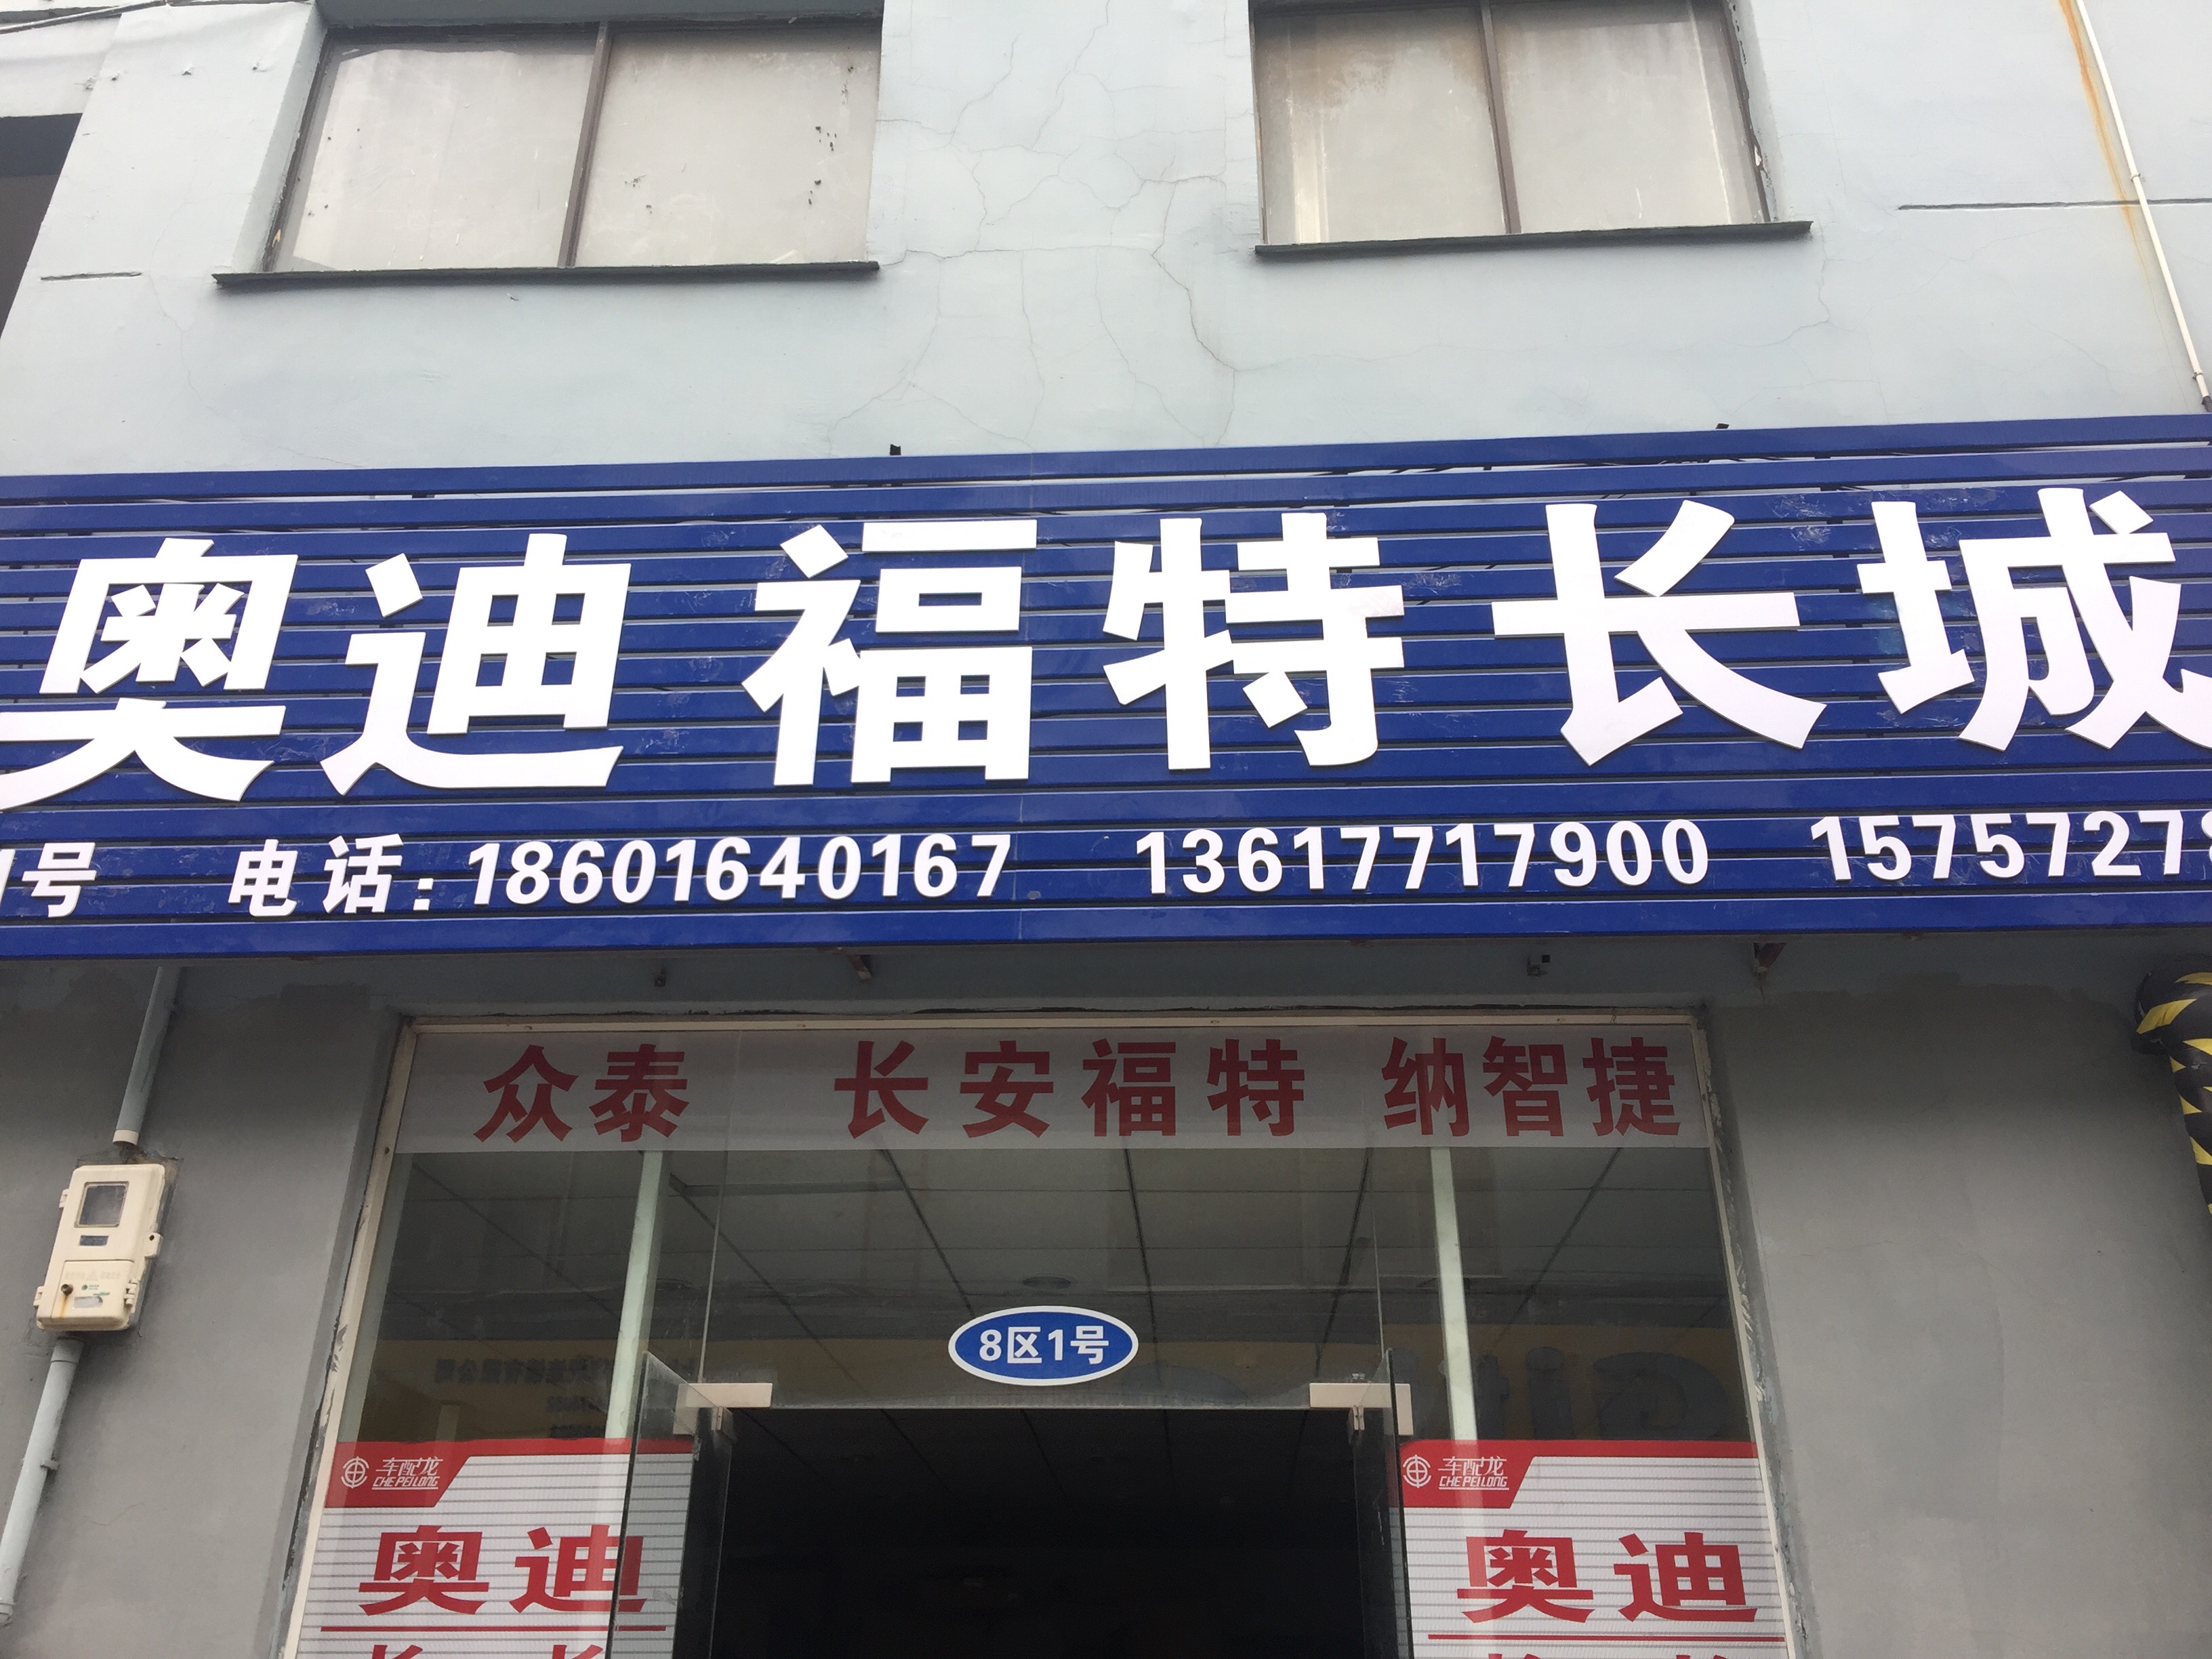 奥迪 福特 长城
号 电话:18601640167 13617717900 15757278
众泰 长安福特 纳智捷
8区1号
车配龙
CHE PEI LONG
奥迪
车配龙
CHE PEI LONG
奥迪